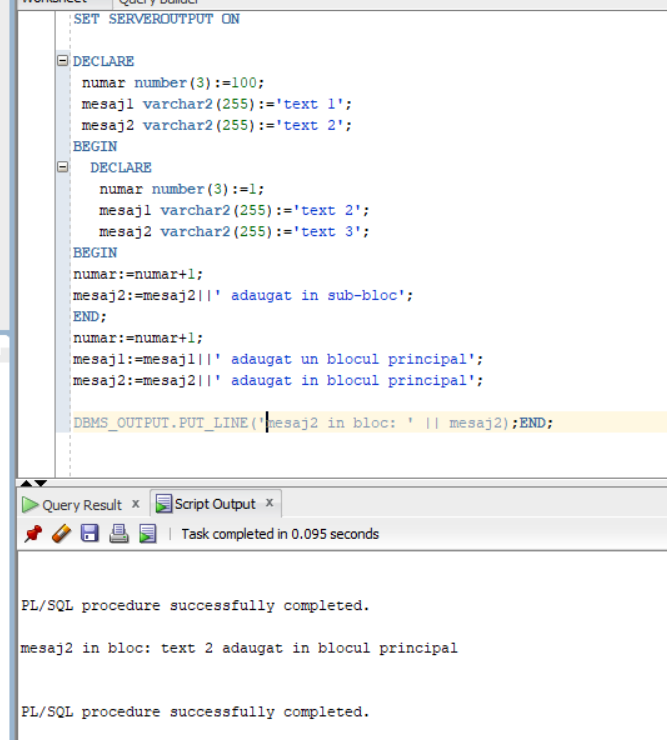 Worksheet Query Builder
SET SERVEROUTPUT ON
DECLARE
numar number(3):=100;
mesaj1 varchar2(255):='text 1';
mesaj2 varchar2(255):='text 2';
BEGIN
DECLARE
numar number(3):=1;
mesaj1 varchar2(255):='text 2';
mesaj2 varchar2(255):='text 3';
BEGIN
numar:=numar+1;
mesaj2:=mesaj2||' adaugat in sub-bloc';
END;
numar:=numar+1;
mesaj1:=mesaj1||' adaugat un blocul principal';
mesaj2:=mesaj2||' adaugat in blocul principal';
DBMS_OUTPUT.PUT_LINE('mesaj2 in bloc: ' || mesaj2);END;
Query Result x Script Output x
Task completed in 0.095 seconds
PL/SQL procedure successfully completed.
mesaj2 in bloc: text 2 adaugat in blocul principal
PL/SQL procedure successfully completed.